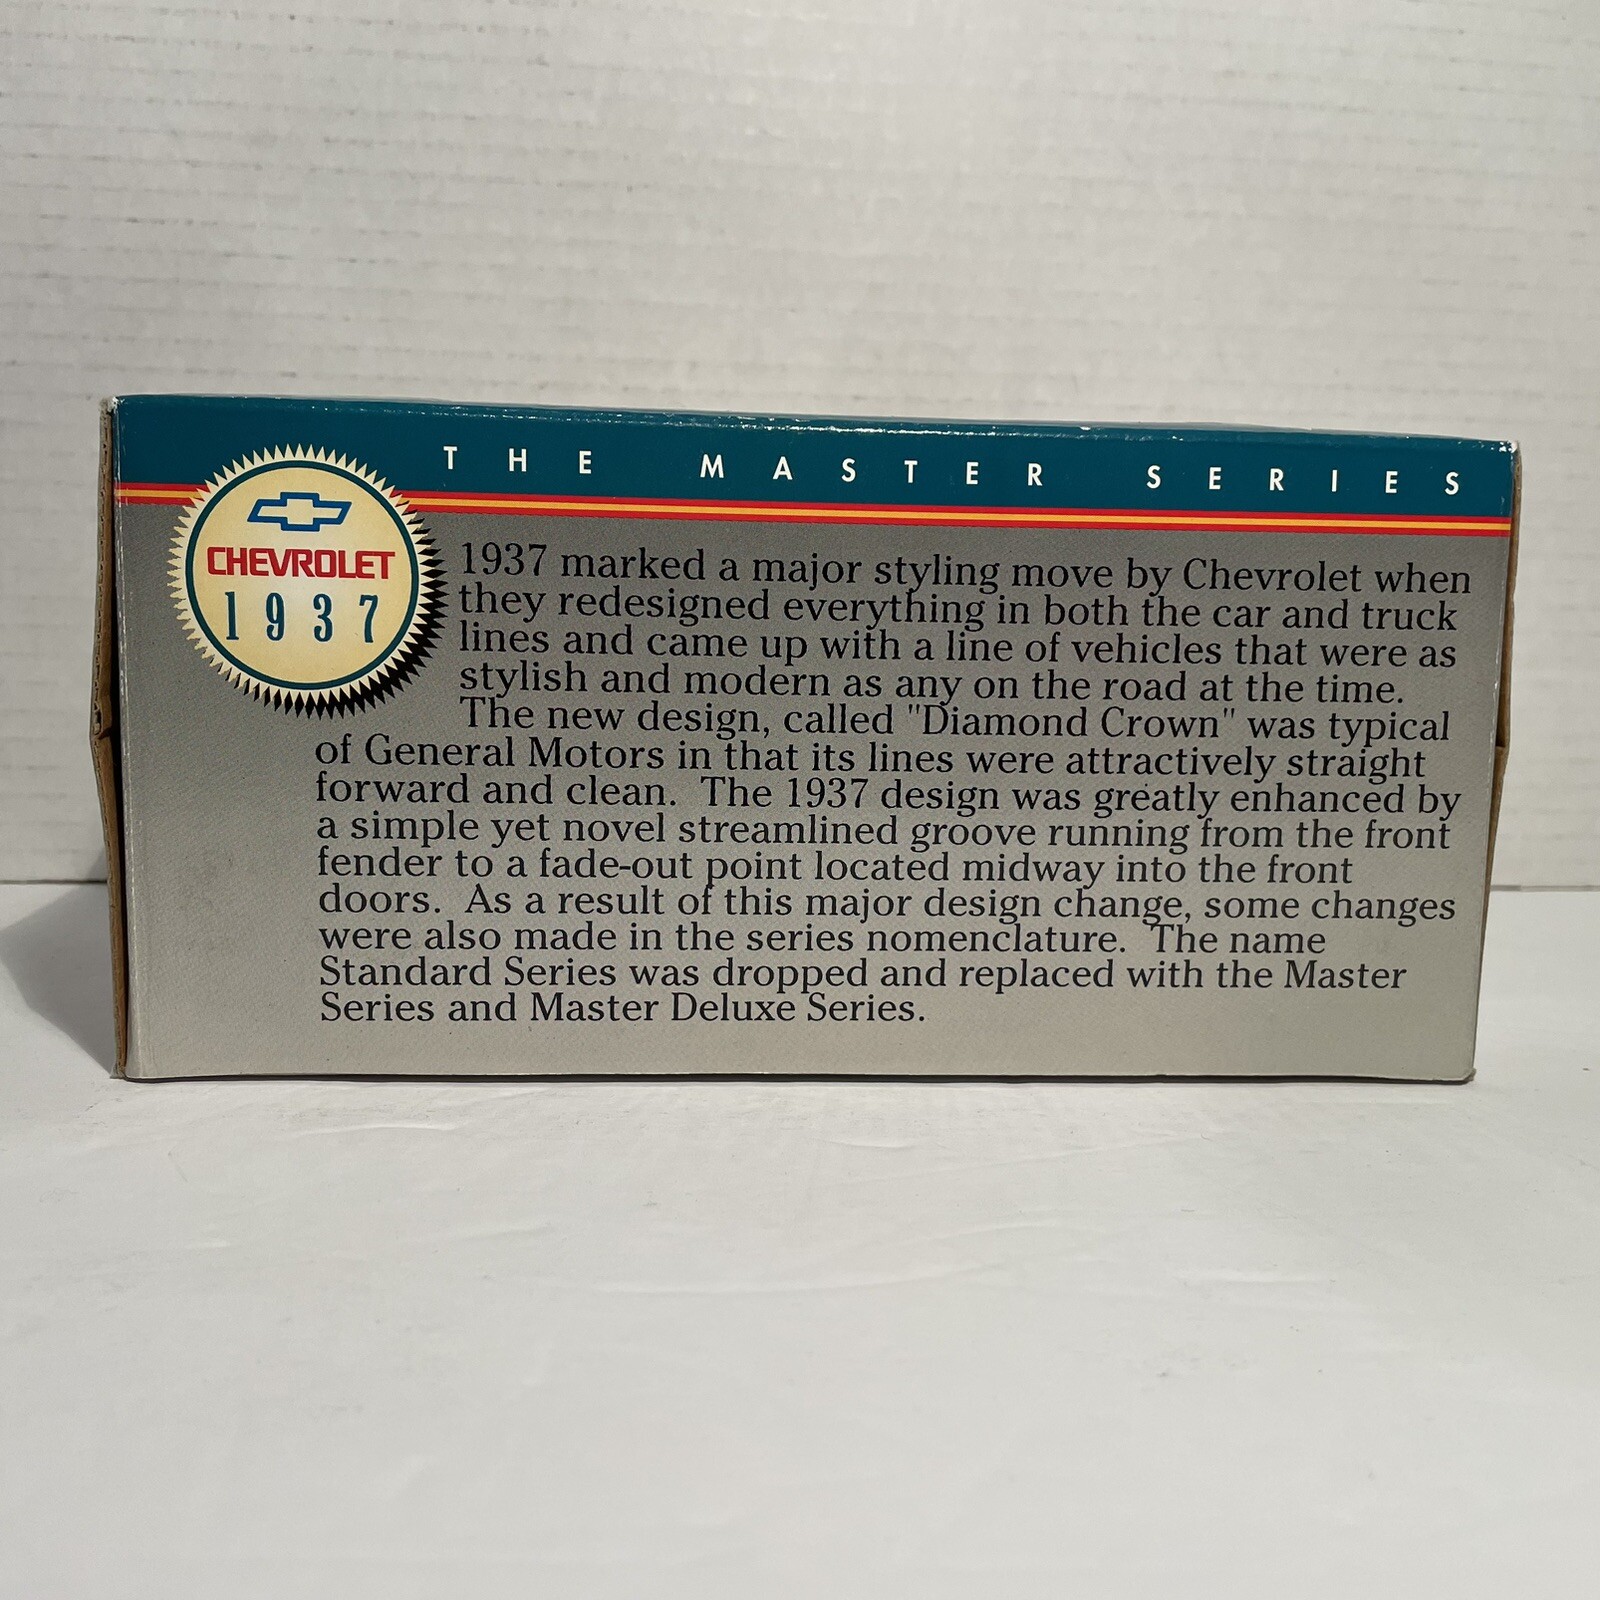 THE MASTER SERIES
CHEVROLET
1937
1937 marked a major styling move by Chevrolet when
they redesigned everything in both the car and truck
lines and came up with a line of vehicles that were as
stylish and modern as any on the road at the time.
The new design, called "Diamond Crown" was typical
of General Motors in that its lines were attractively straight
forward and clean. The 1937 design was greatly enhanced by
a simple yet novel streamlined groove running from the front
fender to a fade-out point located midway into the front
doors. As a result of this major design change, some changes
were also made in the series nomenclature. The name
Standard Series was dropped and replaced with the Master
Series and Master Deluxe Series.